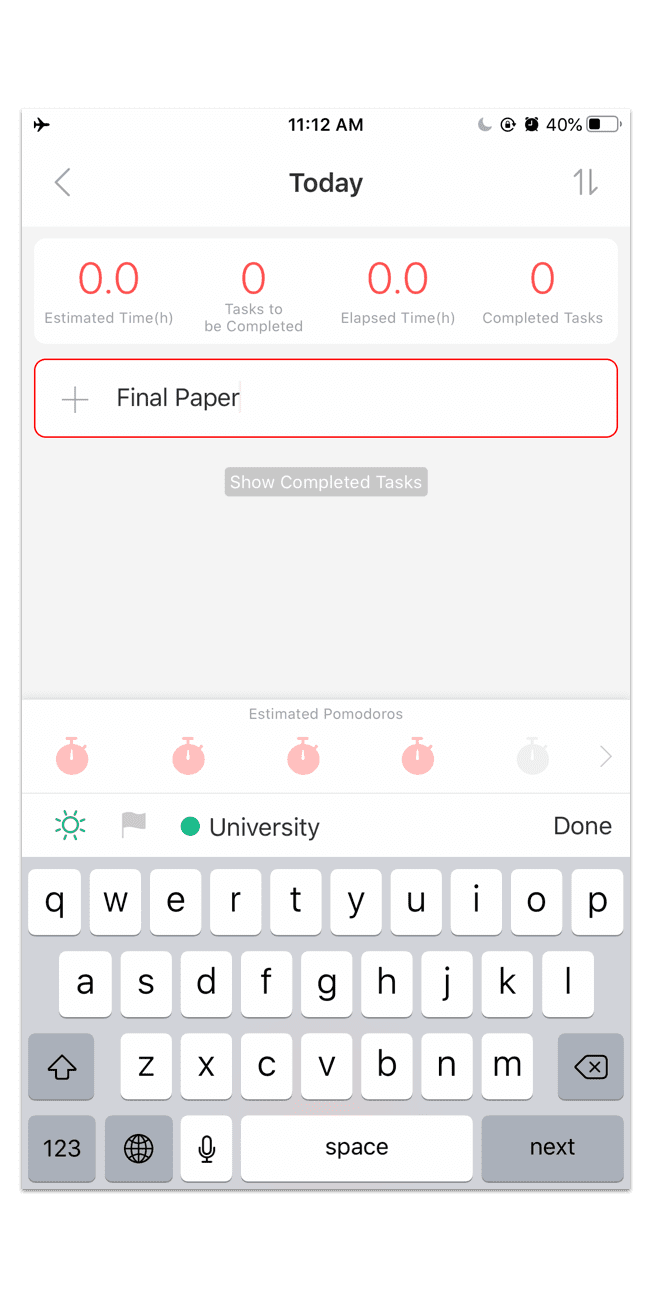 11:12 AM 40%
Today
0.0 0 0.0 0
Estimated Time(h) Tasks to be Completed Elapsed Time(h) Completed Tasks
Final Paper
Show Completed Tasks
Estimated Pomodoros
University Done
q w e r t y u i o p
a s d f g h j k l
z x c v b n m
123 space next